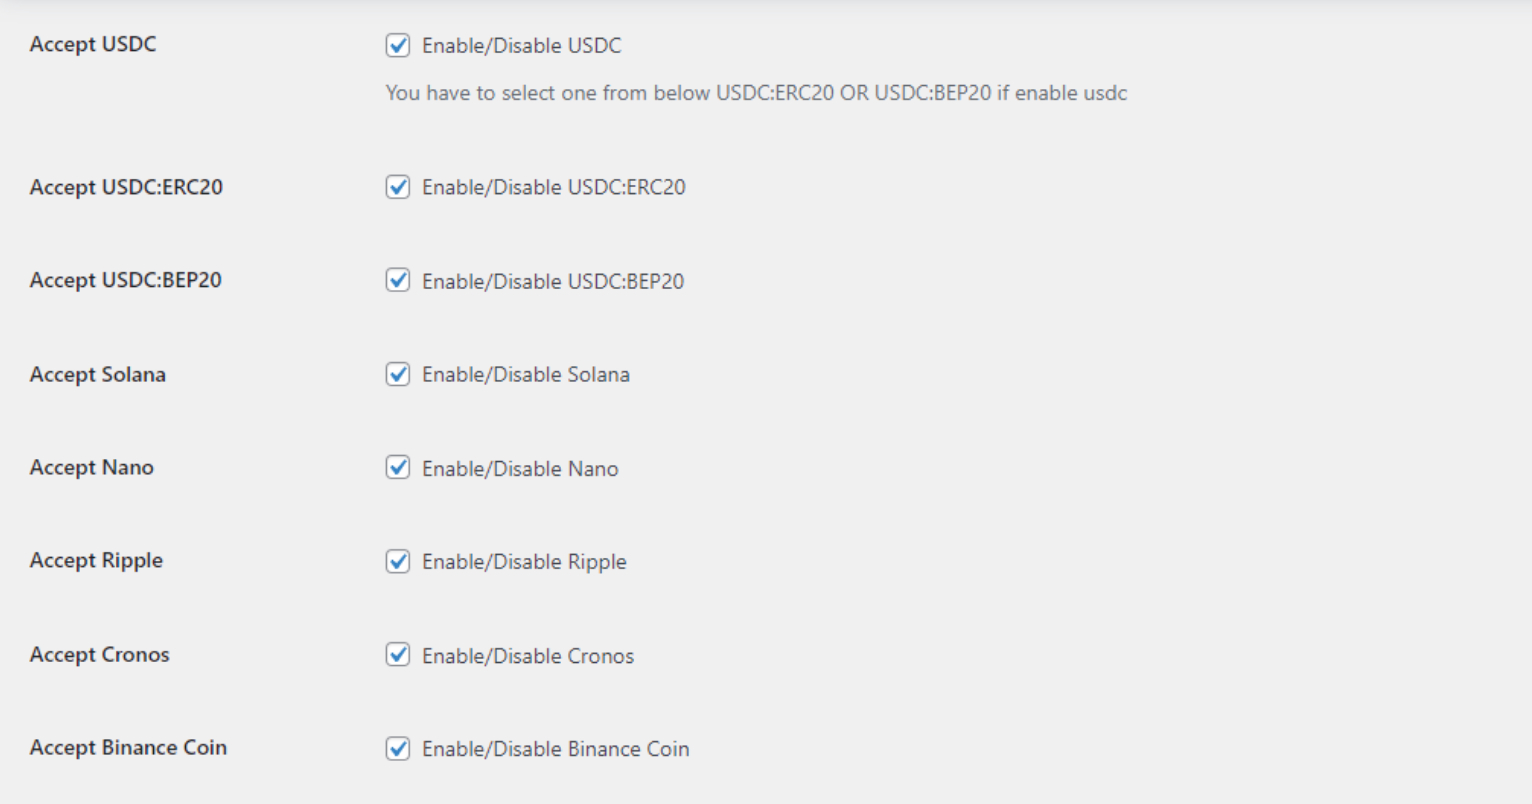 Accept USDC
Enable/Disable USDC
You have to select one from below USDC:ERC20 OR USDC:BEP20 if enable usdc
Accept USDC:ERC20
Enable/Disable USDC:ERC20
Accept USDC:BEP20
Enable/Disable USDC:BEP20
Accept Solana
Enable/Disable Solana
Accept Nano
Enable/Disable Nano
Accept Ripple
Enable/Disable Ripple
Accept Cronos
Enable/Disable Cronos
Accept Binance Coin
Enable/Disable Binance Coin